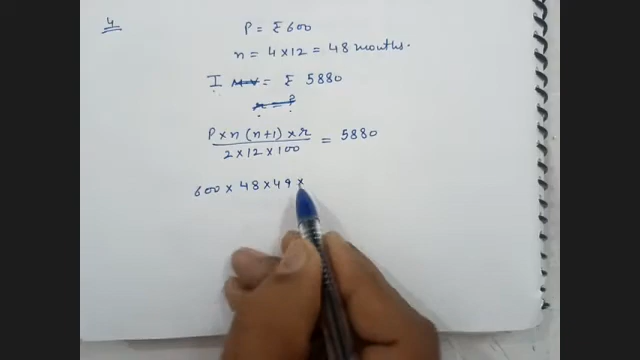 4
P = ₹600
n = 4×12 = 48 months.
I = ₹ 5880
P×n (n+1) ×r
2×12×100
= 5880
600×48×49×